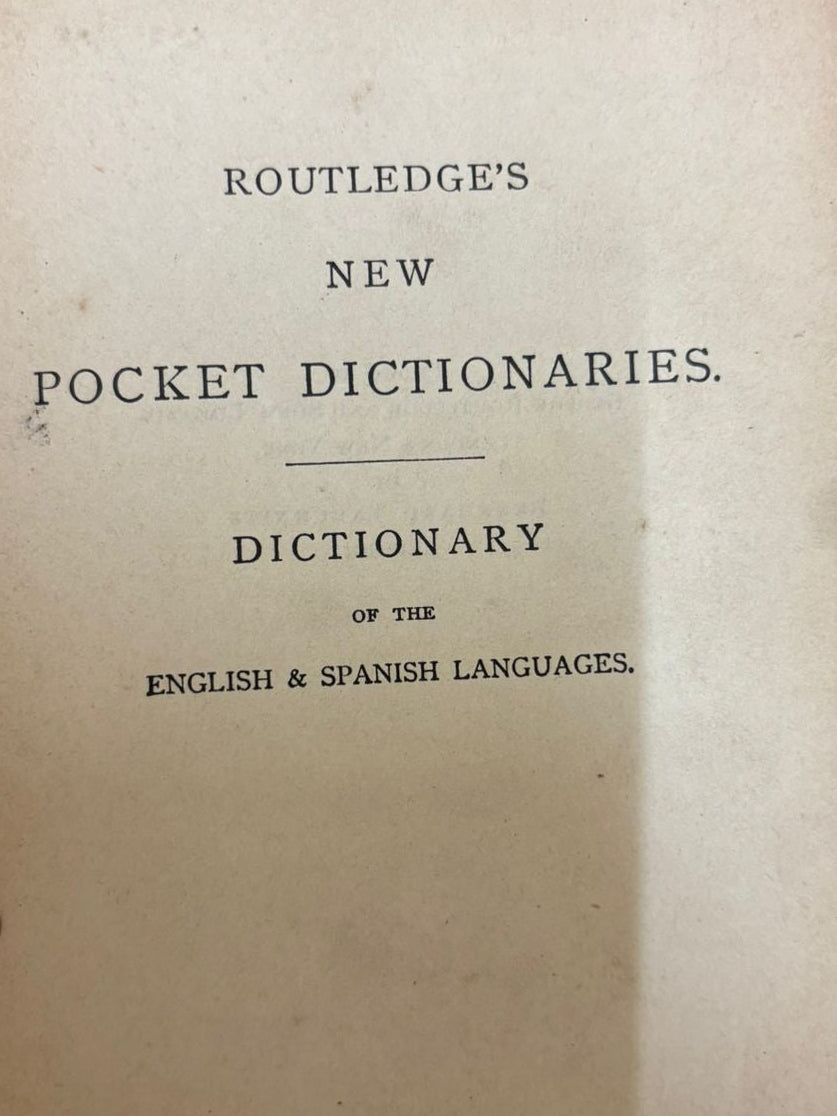 ROUTLEDGE'S
NEW
POCKET DICTIONARIES.
DICTIONARY
OF THE
ENGLISH & SPANISH LANGUAGES.